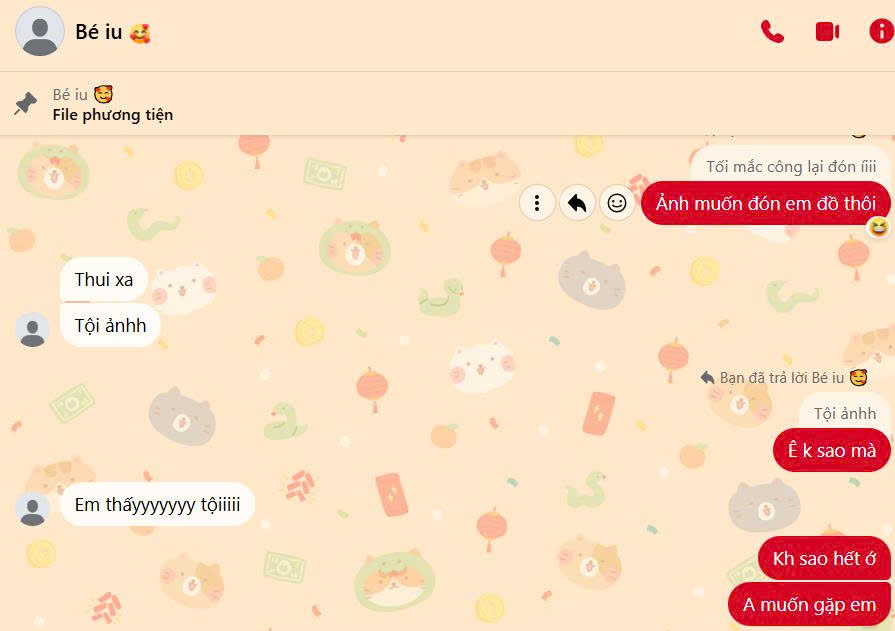 Bé iu 🥰
Bé iu 🥰
File phương tiện
Tối mắc công lại đón íiii
Ảnh muốn đón em đồ thôi
Thui xa
Tội ảnhh
Bạn đã trả lời Bé iu 🥰
Tội ảnhh
Ê k sao mà
Em thấyyyyyyy tộiiiii
Kh sao hết ớ
A muốn gặp em